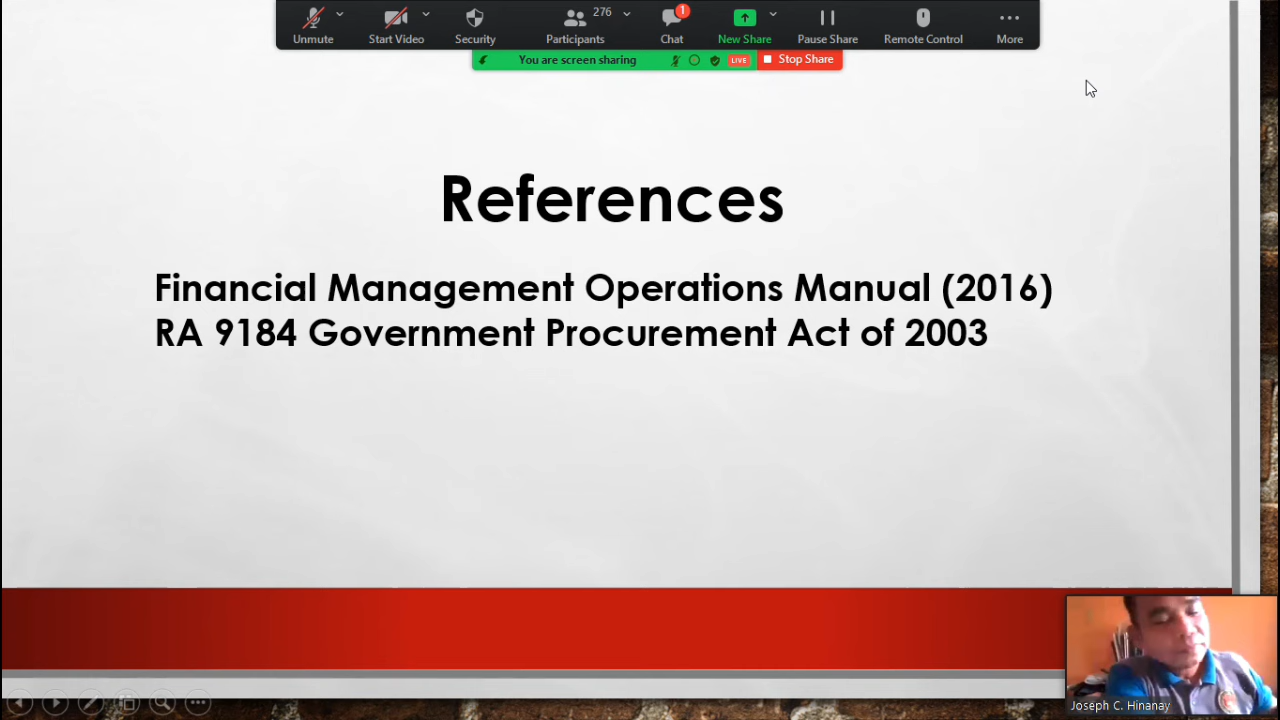 276
1
Unmute
Start Video
Security
Participants
Chat
New Share
Pause Share
Remote Control
More
You are screen sharing
LIVE
Stop Share
References
Financial Management Operations Manual (2016)
RA 9184 Government Procurement Act of 2003
Joseph C. Hinanay